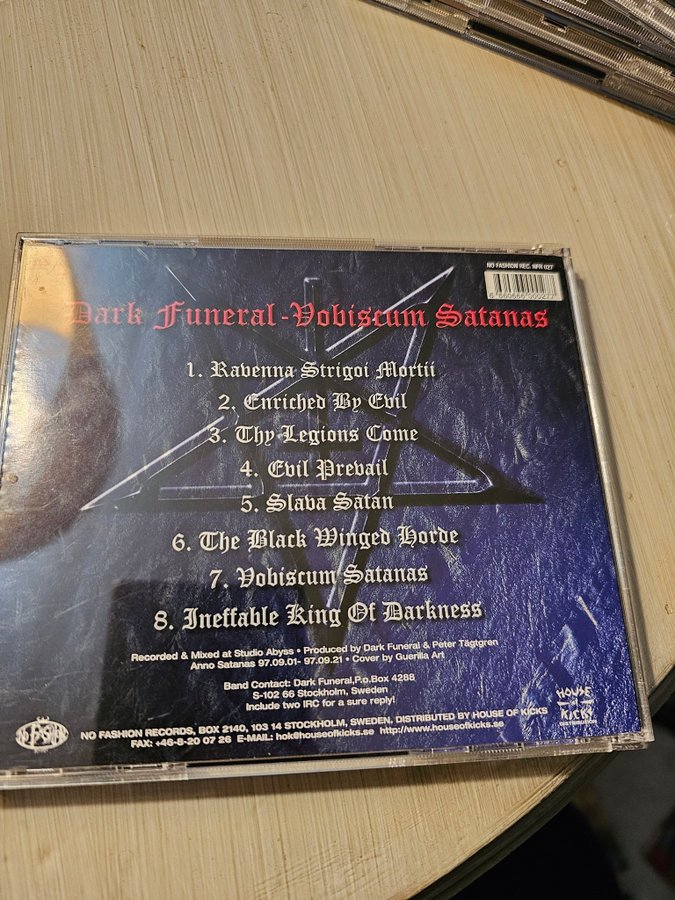 NO FASHION REC. NFR 027
Dark Funeral - Vobiscum Satanas
1. Ravenna Strigoi Mortii
2. Enriched By Evil
3. Thy Legions Come
4. Evil Prevail
5. Slava Satan
6. The Black Winged Horde
7. Vobiscum Satanas
8. Ineffable King Of Darkness
Recorded & Mixed at Studio Abyss • Produced by Dark Funeral & Peter Tägtgren
Anno Satanas 97.09.01- 97.09.21 • Cover by Guerilla Art
Band Contact: Dark Funeral,P.o.Box 4288
S-102 66 Stockholm, Sweden
Include two IRC for a sure reply!
NO FASHION
NO FASHION RECORDS, BOX 2140, 103 14 STOCKHOLM, SWEDEN. DISTRIBUTED BY HOUSE OF KICKS
FAX: +46-8-20 07 26 E-MAIL: hok@houseofkicks.se http://www.houseofkicks.se
HOUSE
OF
KICKS
DISTRIBUTION